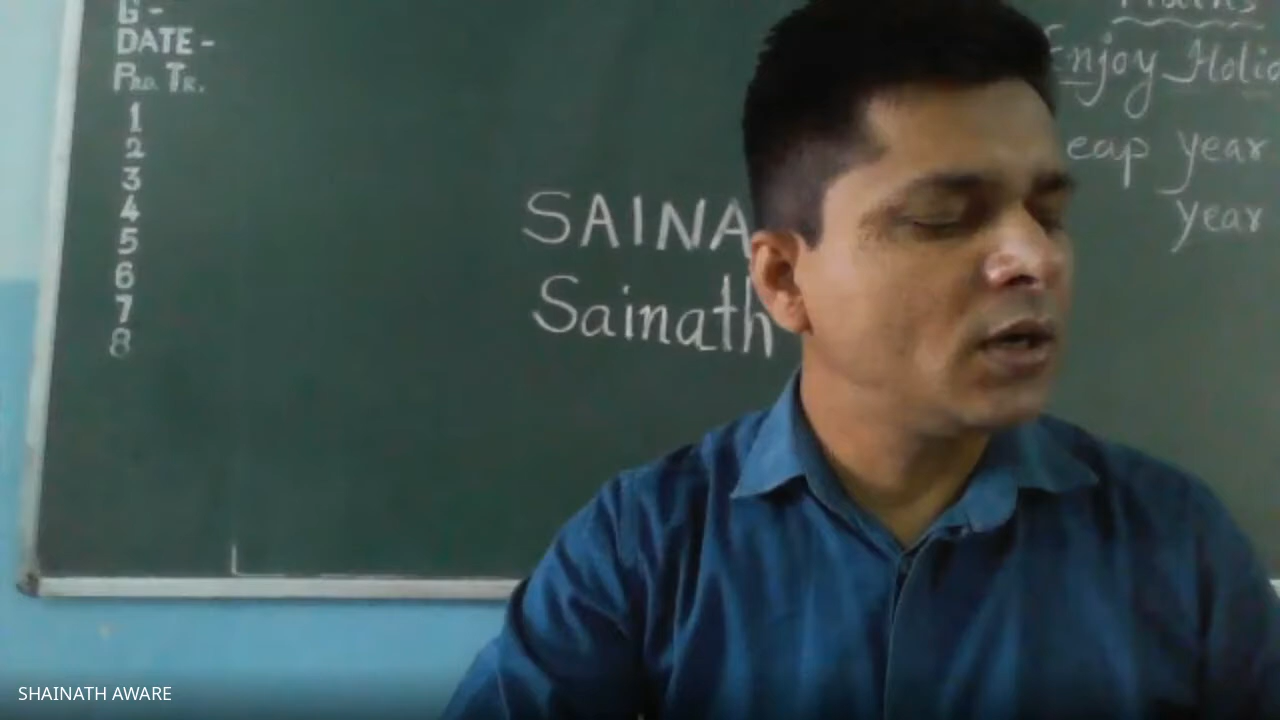 G -
DATE -
PRD. TR.
1
2
3
4
5
6
7
8
SAINA
Sainath
Maths
Enjoy Holid
eap year
year
SHAINATH AWARE